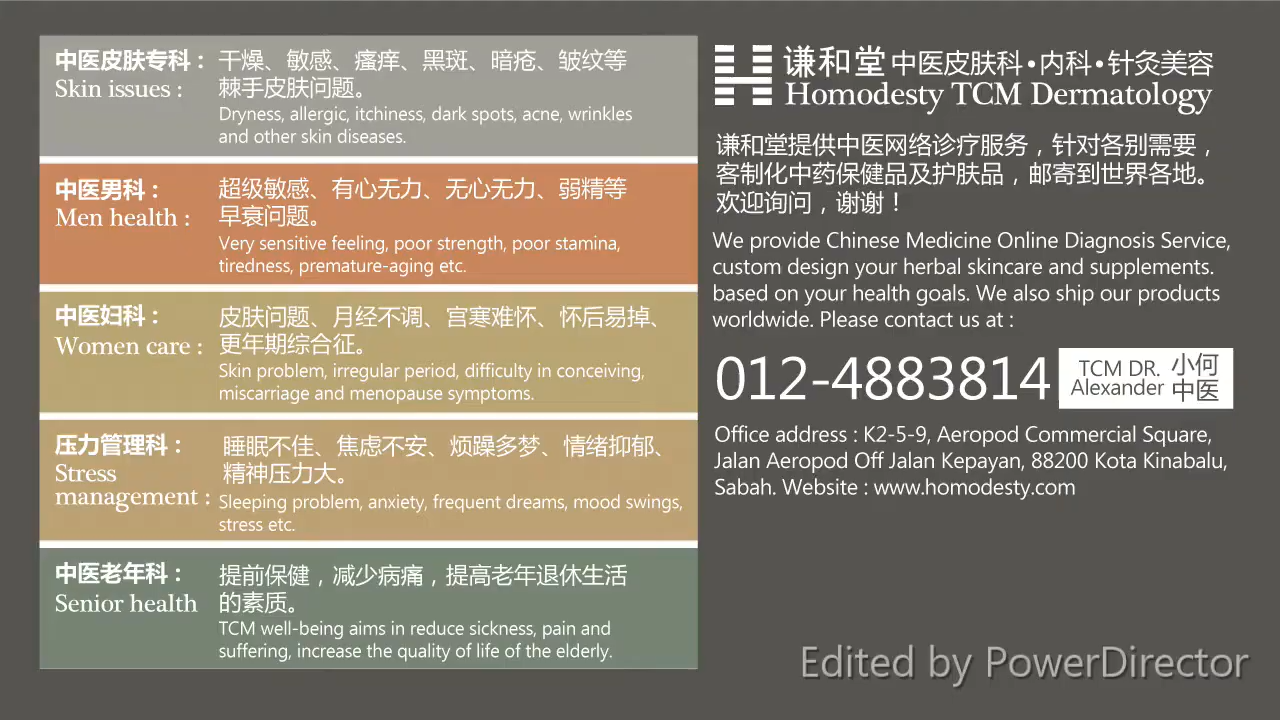 中医皮肤专科：
Skin issues :
干燥、敏感、瘙痒、黑斑、暗疮、皱纹等
棘手皮肤问题。
Dryness, allergic, itchiness, dark spots, acne, wrinkles
and other skin diseases.
中医男科：
Men health :
超级敏感、有心无力、无心无力、弱精等
早衰问题。
Very sensitive feeling, poor strength, poor stamina,
tiredness, premature-aging etc.
中医妇科：
Women care :
皮肤问题、月经不调、宫寒难怀、怀后易掉、
更年期综合征。
Skin problem, irregular period, difficulty in conceiving,
miscarriage and menopause symptoms.
压力管理科：
Stress
management :
睡眠不佳、焦虑不安、烦躁多梦、情绪抑郁、
精神压力大。
Sleeping problem, anxiety, frequent dreams, mood swings,
stress etc.
中医老年科：
Senior health
提前保健，减少病痛，提高老年退休生活
的素质。
TCM well-being aims in reduce sickness, pain and
suffering, increase the quality of life of the elderly.
谦和堂 中医皮肤科•内科•针灸美容
Homodesty TCM Dermatology
谦和堂提供中医网络诊疗服务，针对各别需要，
客制化中药保健品及护肤品，邮寄到世界各地。
欢迎询问，谢谢！
We provide Chinese Medicine Online Diagnosis Service,
custom design your herbal skincare and supplements.
based on your health goals. We also ship our products
worldwide. Please contact us at :
012-4883814
TCM DR.
Alexander
小何
中医
Office address : K2-5-9, Aeropod Commercial Square,
Jalan Aeropod Off Jalan Kepayan, 88200 Kota Kinabalu,
Sabah. Website : www.homodesty.com
Edited by PowerDirector